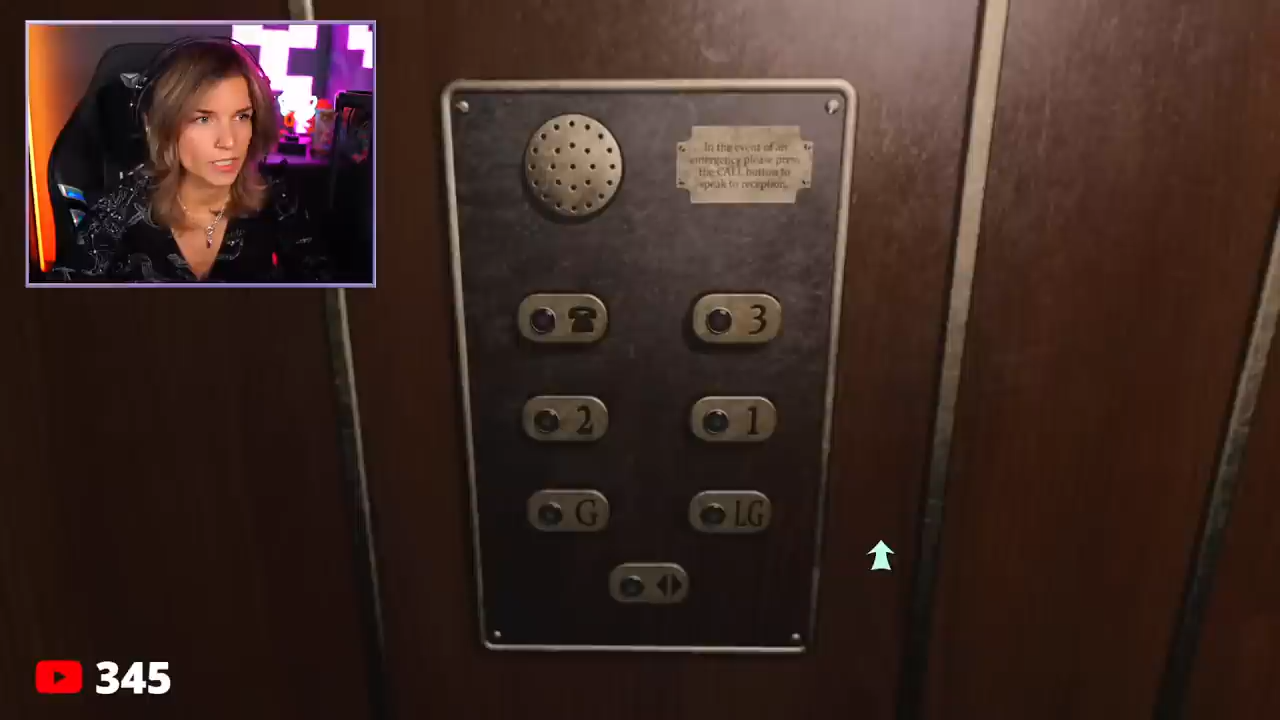 In the event of an
emergency please press
the CALL button to
speak to reception.
3
2
1
G
LG
345